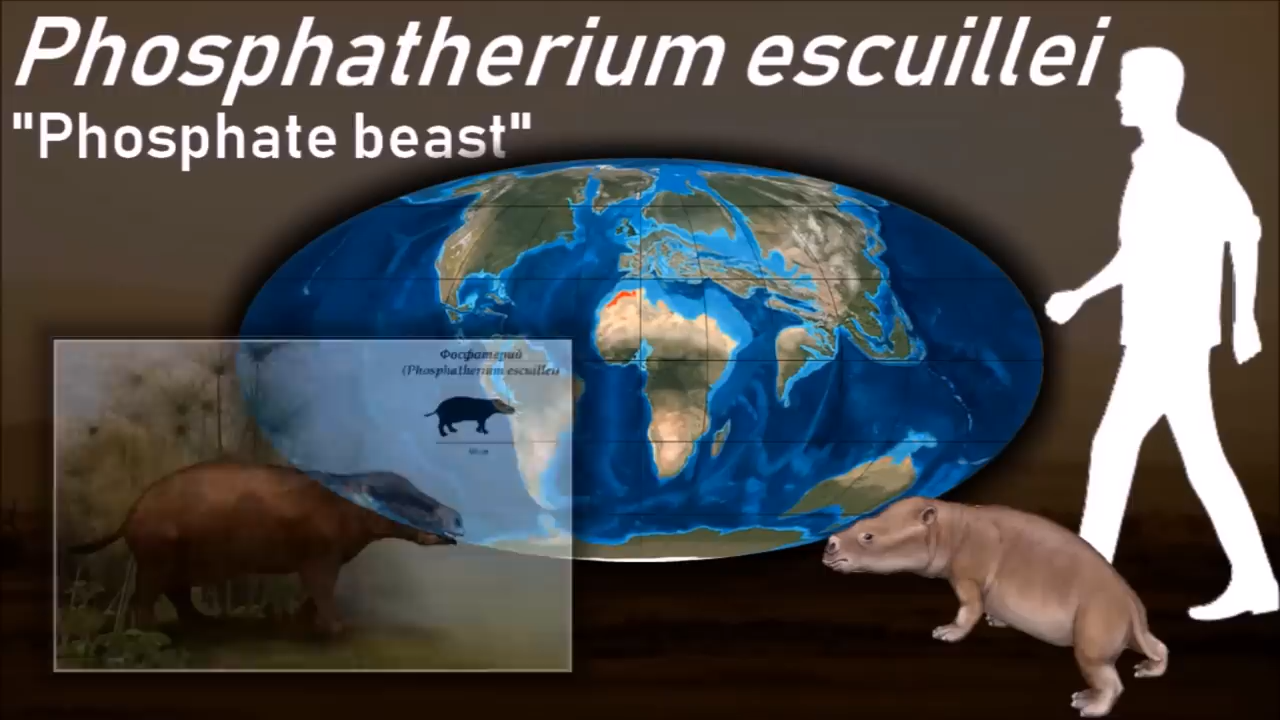 Phosphatherium escuillei
"Phosphate beast"
Фосфатерий
(Phosphatherium escuillei